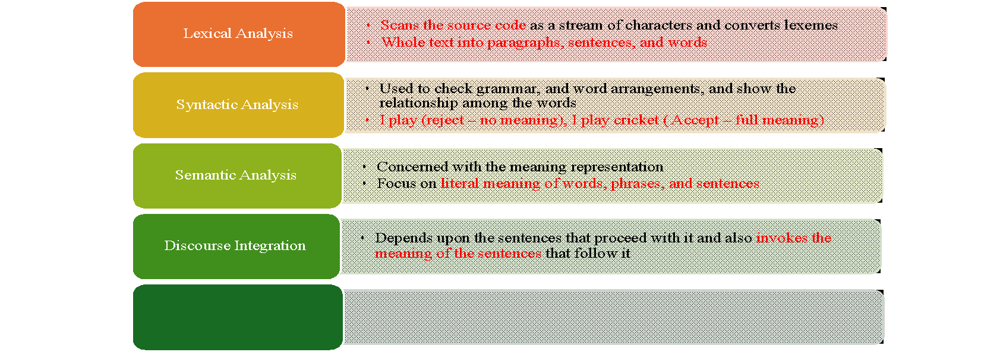 Lexical Analysis
• Scans the source code as a stream of characters and converts lexemes
• Whole text into paragraphs, sentences, and words
Syntactic Analysis
• Used to check grammar, and word arrangements, and show the
relationship among the words
• I play (reject – no meaning), I play cricket ( Accept – full meaning)
Semantic Analysis
• Concerned with the meaning representation
• Focus on literal meaning of words, phrases, and sentences
Discourse Integration
• Depends upon the sentences that proceed with it and also invokes the
meaning of the sentences that follow it